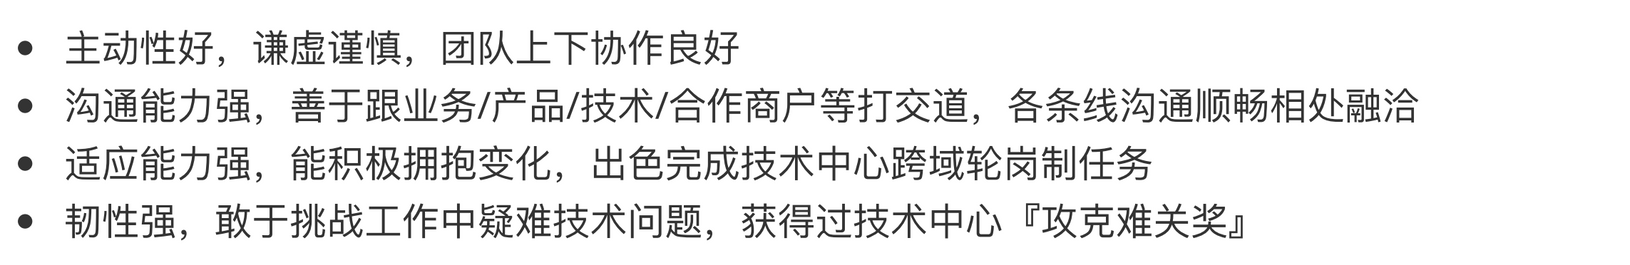 • 主动性好，谦虚谨慎，团队上下协作良好
• 沟通能力强，善于跟业务/产品/技术/合作商户等打交道，各条线沟通顺畅相处融洽
• 适应能力强，能积极拥抱变化，出色完成技术中心跨域轮岗制任务
• 韧性强，敢于挑战工作中疑难技术问题，获得过技术中心『攻克难关奖』